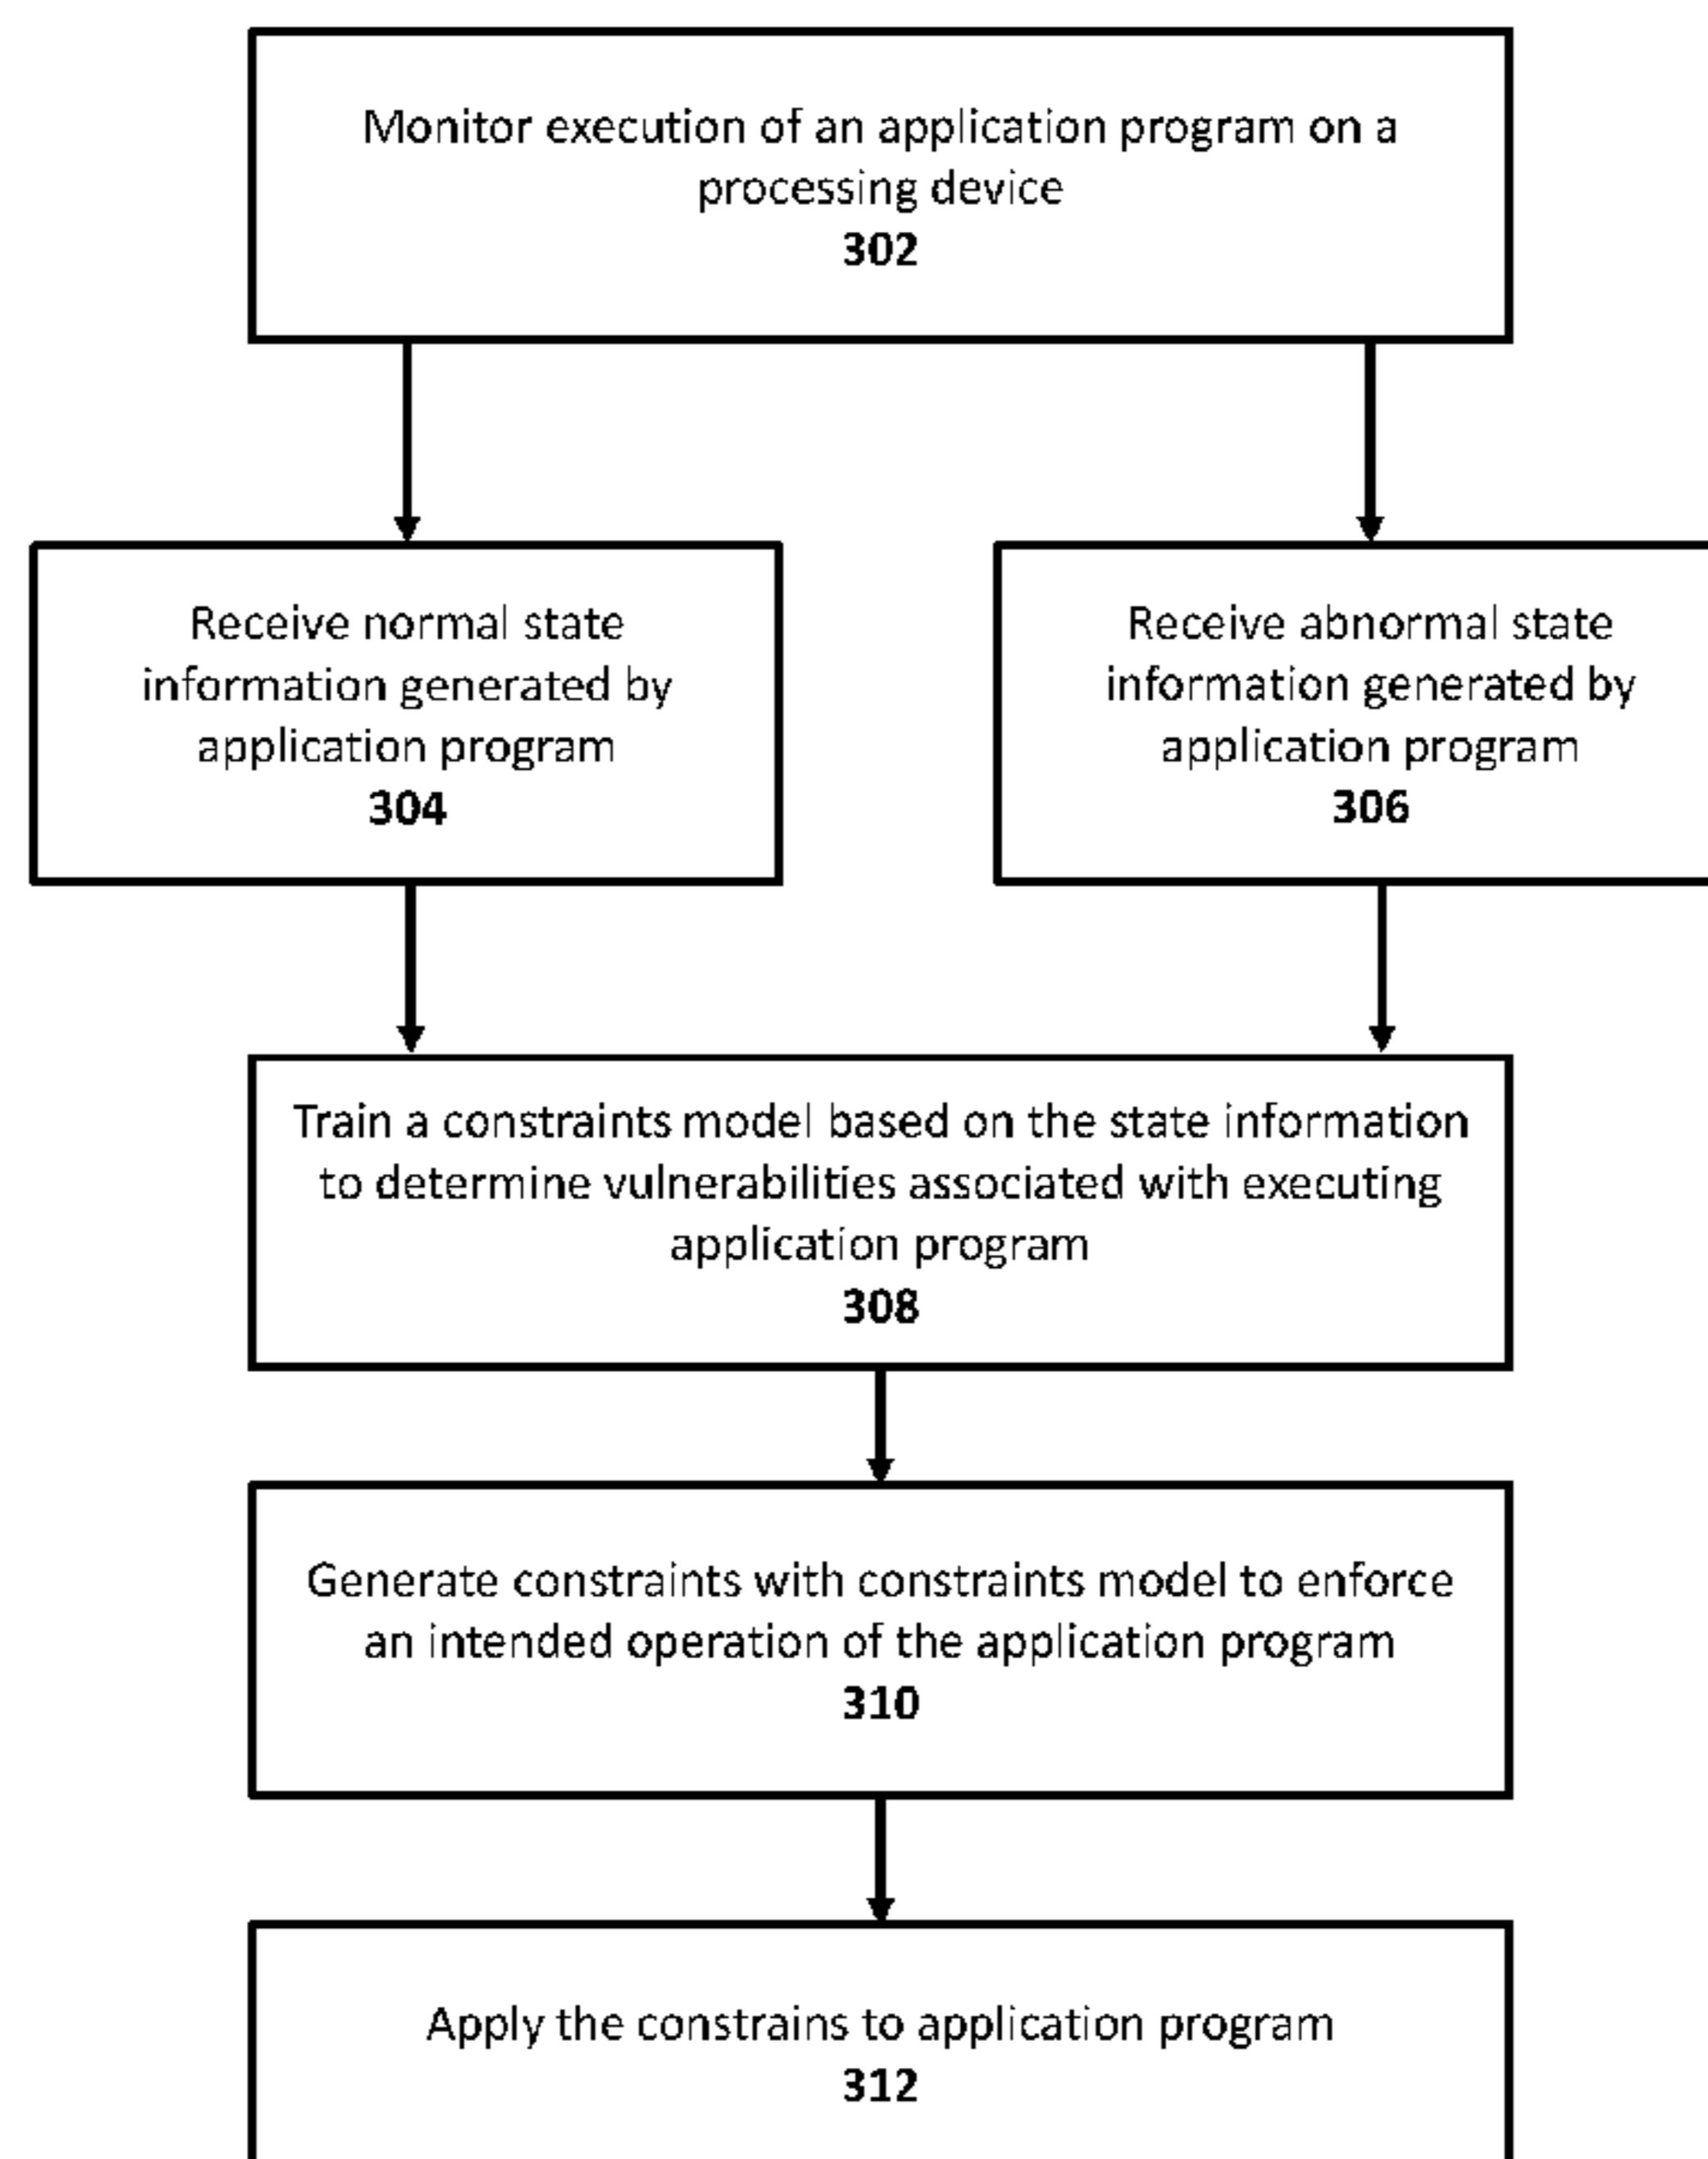 Monitor execution of an application program on a
processing device
302
Receive normal state
information generated by
application program
304
Receive abnormal state
information generated by
application program
306
Train a constraints model based on the state information
to determine vulnerabilities associated with executing
application program
308
Generate constraints with constraints model to enforce
an intended operation of the application program
310
Apply the constrains to application program
312